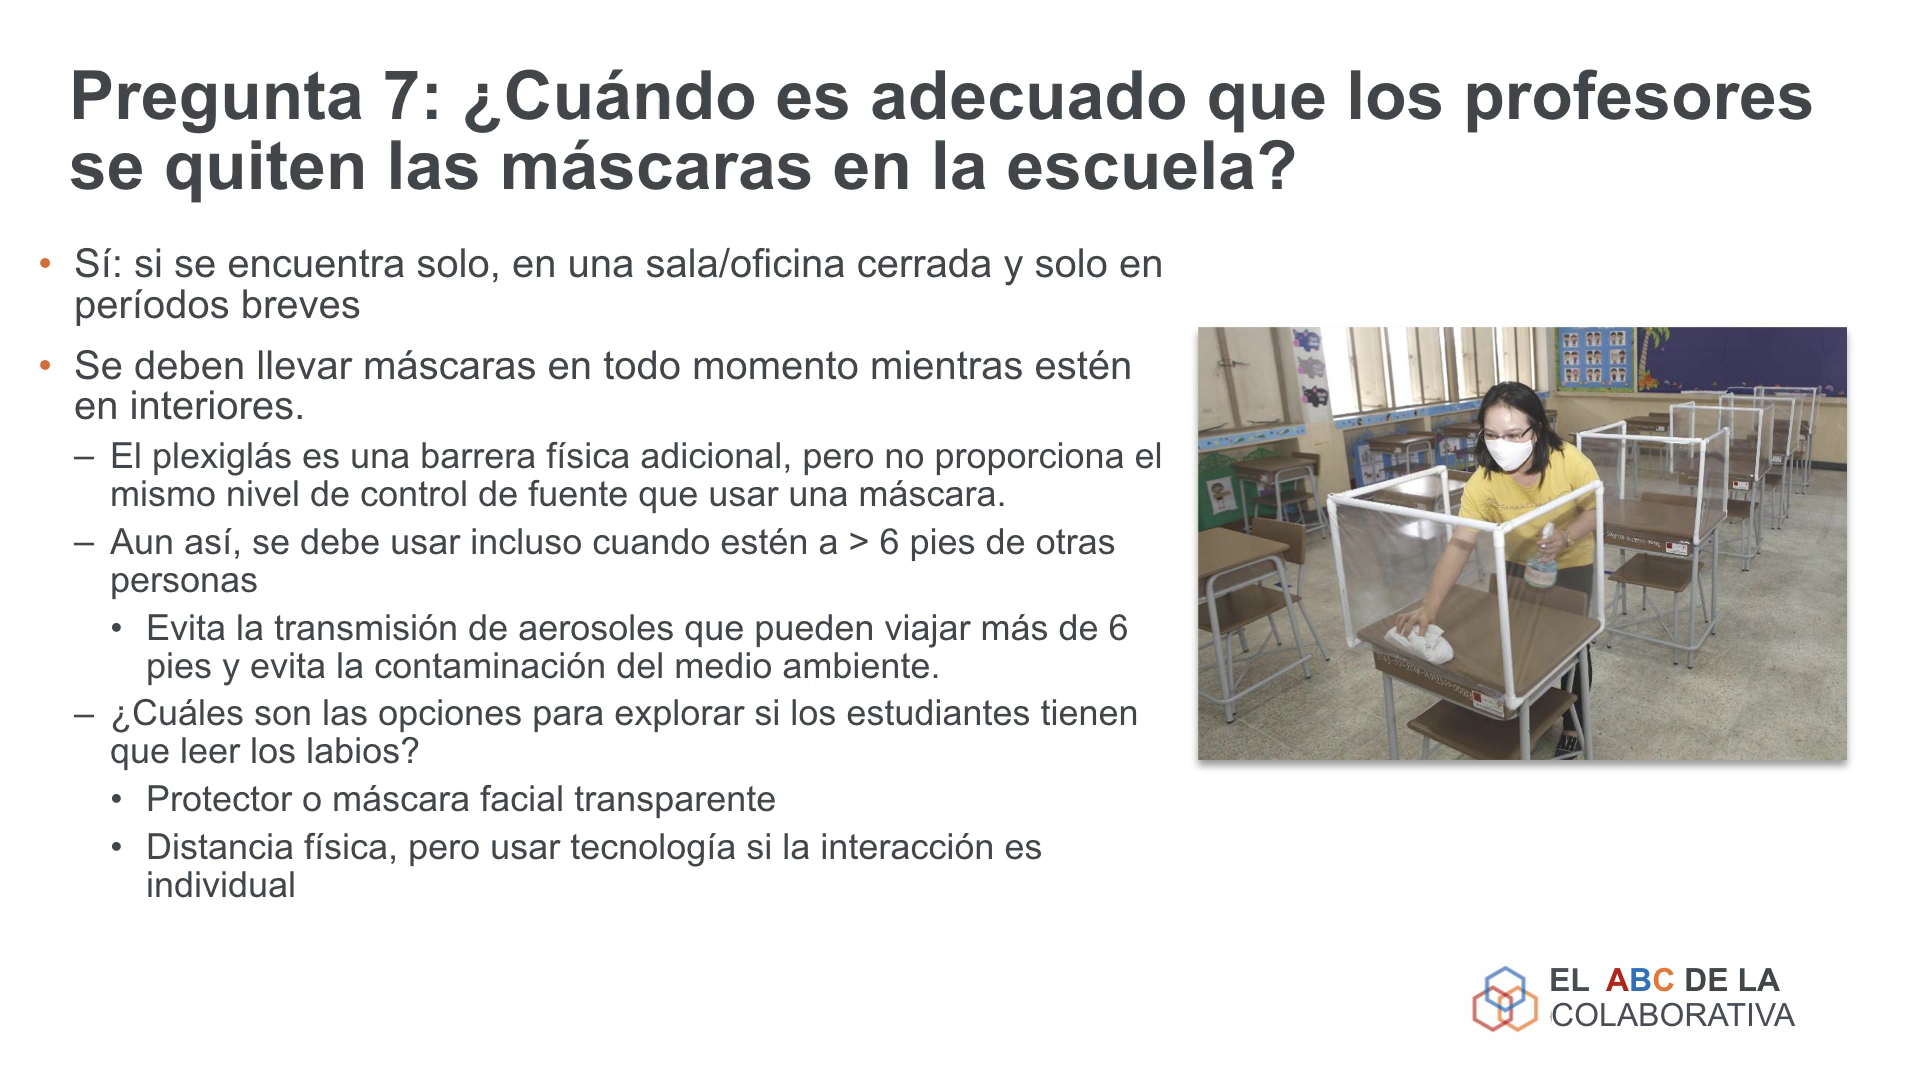 Pregunta 7: ¿Cuándo es adecuado que los profesores
se quiten las máscaras en la escuela?
• Sí: si se encuentra solo, en una sala/oficina cerrada y solo en
períodos breves
• Se deben llevar máscaras en todo momento mientras estén
en interiores.
– El plexiglás es una barrera física adicional, pero no proporciona el
mismo nivel de control de fuente que usar una máscara.
– Aun así, se debe usar incluso cuando estén a > 6 pies de otras
personas
• Evita la transmisión de aerosoles que pueden viajar más de 6
pies y evita la contaminación del medio ambiente.
– ¿Cuáles son las opciones para explorar si los estudiantes tienen
que leer los labios?
• Protector o máscara facial transparente
• Distancia física, pero usar tecnología si la interacción es
individual
EL ABC DE LA
COLABORATIVA